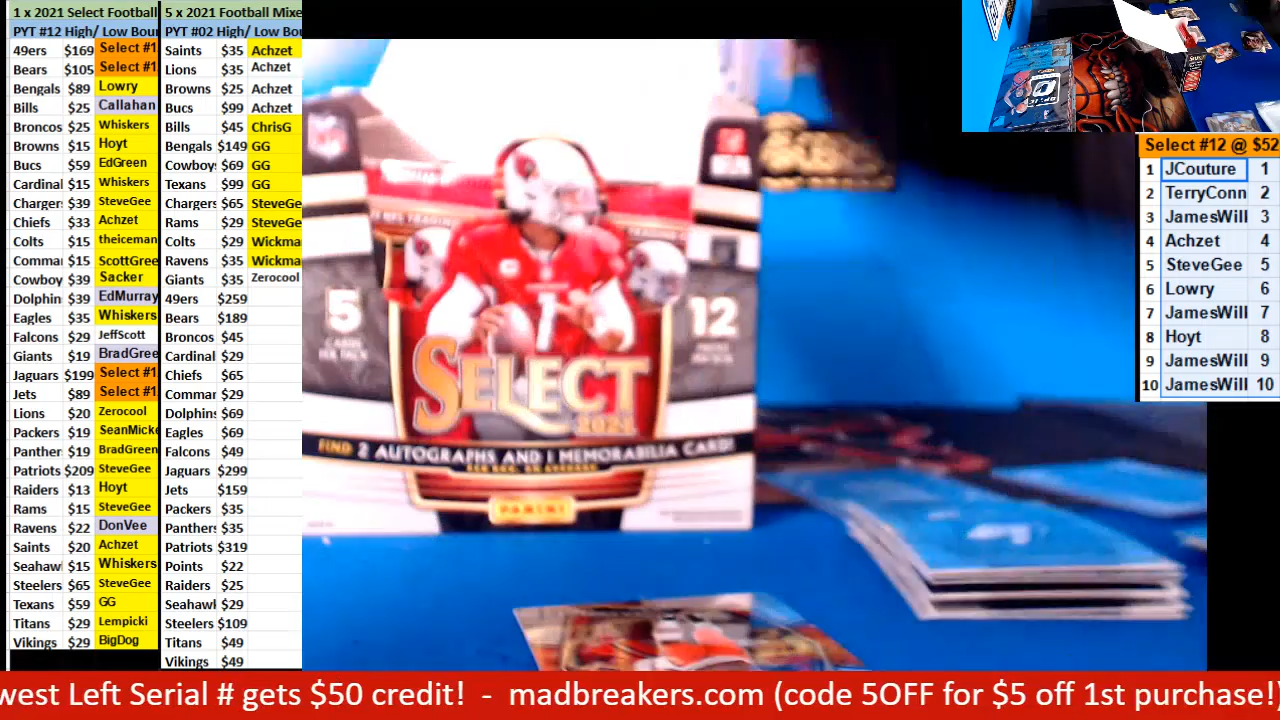 1 x 2021 Select Football
PYT #12 High/ Low Bou
49ers $169 Select #1
Bears $105 Select #1
Bengals $89 Lowry
Bills $25 Callahan
Broncos $25 Whiskers
Browns $15 Hoyt
Bucs $59 EdGreen
Cardinal $15 Whiskers
Chargers $39 SteveGee
Chiefs $33 Achzet
Colts $15 theiceman
Comma $15 ScottGree
Cowboy $39 Sacker
Dolphin $39 EdMurray
Eagles $35 Whiskers
Falcons $29 JeffScott
Giants $19 BradGree
Jaguars $199 Select #1
Jets $89 Select #1
Lions $20 Zerocool
Packers $19 SeanMicke
Panther $19 BradGreen
Patriots $209 SteveGee
Raiders $13 Hoyt
Rams $15 SteveGee
Ravens $22 DonVee
Saints $20 Achzet
Seahaw $15 Whiskers
Steelers $65 SteveGee
Texans $59 GG
Titans $29 Lempicki
Vikings $29 BigDog
5 x 2021 Football Mixe
PYT #02 High/ Low Bou
Saints $35 Achzet
Lions $35 Achzet
Browns $25 Achzet
Bucs $99 Achzet
Bills $45 ChrisG
Bengals $149 GG
Cowboys $69 GG
Texans $99 GG
Chargers $65 SteveGe
Rams $29 SteveGe
Colts $29 Wickma
Ravens $35 Wickma
Giants $35 Zerocool
49ers $259
Bears $189
Broncos $45
Cardinal $29
Chiefs $65
Commar $29
Dolphins $69
Eagles $69
Falcons $49
Jaguars $299
Jets $159
Packers $35
Panthers $35
Patriots $319
Points $22
Raiders $25
Seahawk $29
Steelers $109
Titans $49
Vikings $49
5
CARDS
PER PACK
12
SELECT
2021
FIND 2 AUTOGRAPHS AND 1 MEMORABILIA CARD!
PANINI
Select #12 @ $52
1 JCouture 1
2 TerryConn 2
3 JamesWill 3
4 Achzet 4
5 SteveGee 5
6 Lowry 6
7 JamesWill 7
8 Hoyt 8
9 JamesWill 9
10 JamesWill 10
west Left Serial # gets $50 credit! - madbreakers.com (code 5OFF for $5 off 1st purchase!)